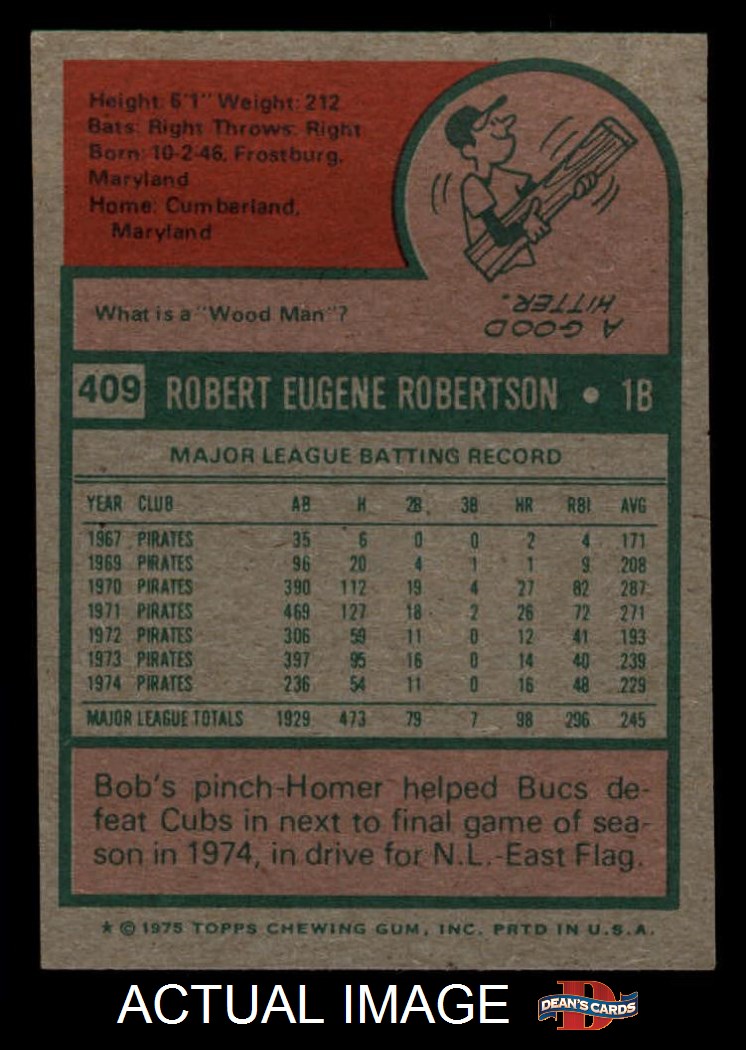 Height: 6'1" Weight: 212
Bats: Right Throws: Right
Born: 10-2-46, Frostburg,
Maryland
Home: Cumberland,
Maryland
What is a "Wood Man"?
A GOOD
HITTER.
409 ROBERT EUGENE ROBERTSON • 1B
MAJOR LEAGUE BATTING RECORD
YEAR CLUB AB H 2B 3B HR RBI AVG
1967 PIRATES 35 6 0 0 2 4 171
1969 PIRATES 96 20 4 1 1 9 208
1970 PIRATES 390 112 19 4 27 82 287
1971 PIRATES 469 127 18 2 26 72 271
1972 PIRATES 306 59 11 0 12 41 193
1973 PIRATES 397 95 16 0 14 40 239
1974 PIRATES 236 54 11 0 16 48 229
MAJOR LEAGUE TOTALS 1929 473 79 7 98 296 245
Bob's pinch-Homer helped Bucs de-
feat Cubs in next to final game of sea-
son in 1974, in drive for N.L.-East Flag.
* © 1975 TOPPS CHEWING GUM, INC. PRTD IN U.S.A.
ACTUAL IMAGE
D
DEAN'S CARDS